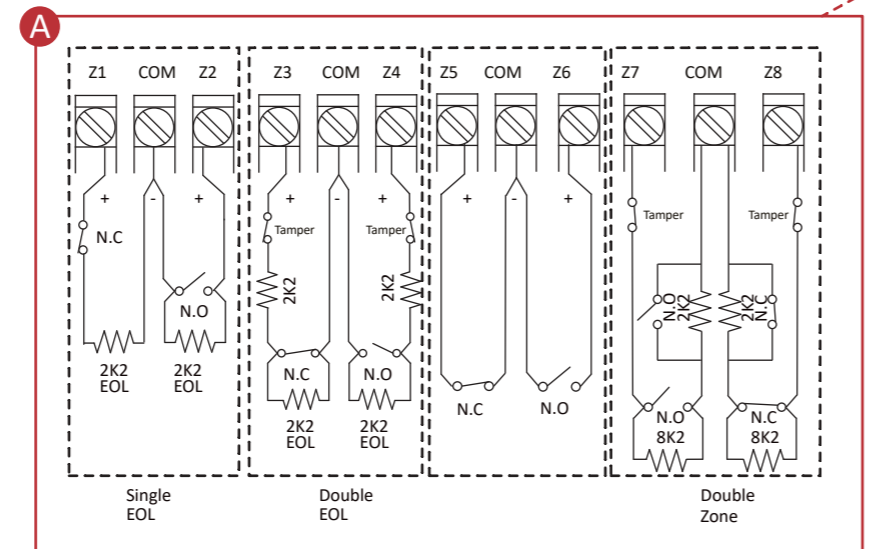 A
Z1 COM Z2 Z3 COM Z4 Z5 COM Z6 Z7 COM Z8
+ - + + - + + - +
N.C
Tamper
Tamper
Tamper
Tamper
2K2
2K2
N.O
N.O
2K2
2K2
N.C
2K2
EOL
2K2
EOL
N.C
N.O
2K2
EOL
2K2
EOL
N.C
N.O
N.O
8K2
N.C
8K2
Single
EOL
Double
EOL
Double
Zone